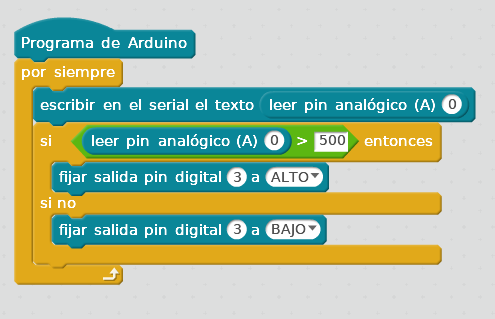 Programa de Arduino
por siempre
escribir en el serial el texto leer pin analógico (A) 0
si leer pin analógico (A) 0 > 500 entonces
fijar salida pin digital 3 a ALTO
si no
fijar salida pin digital 3 a BAJO